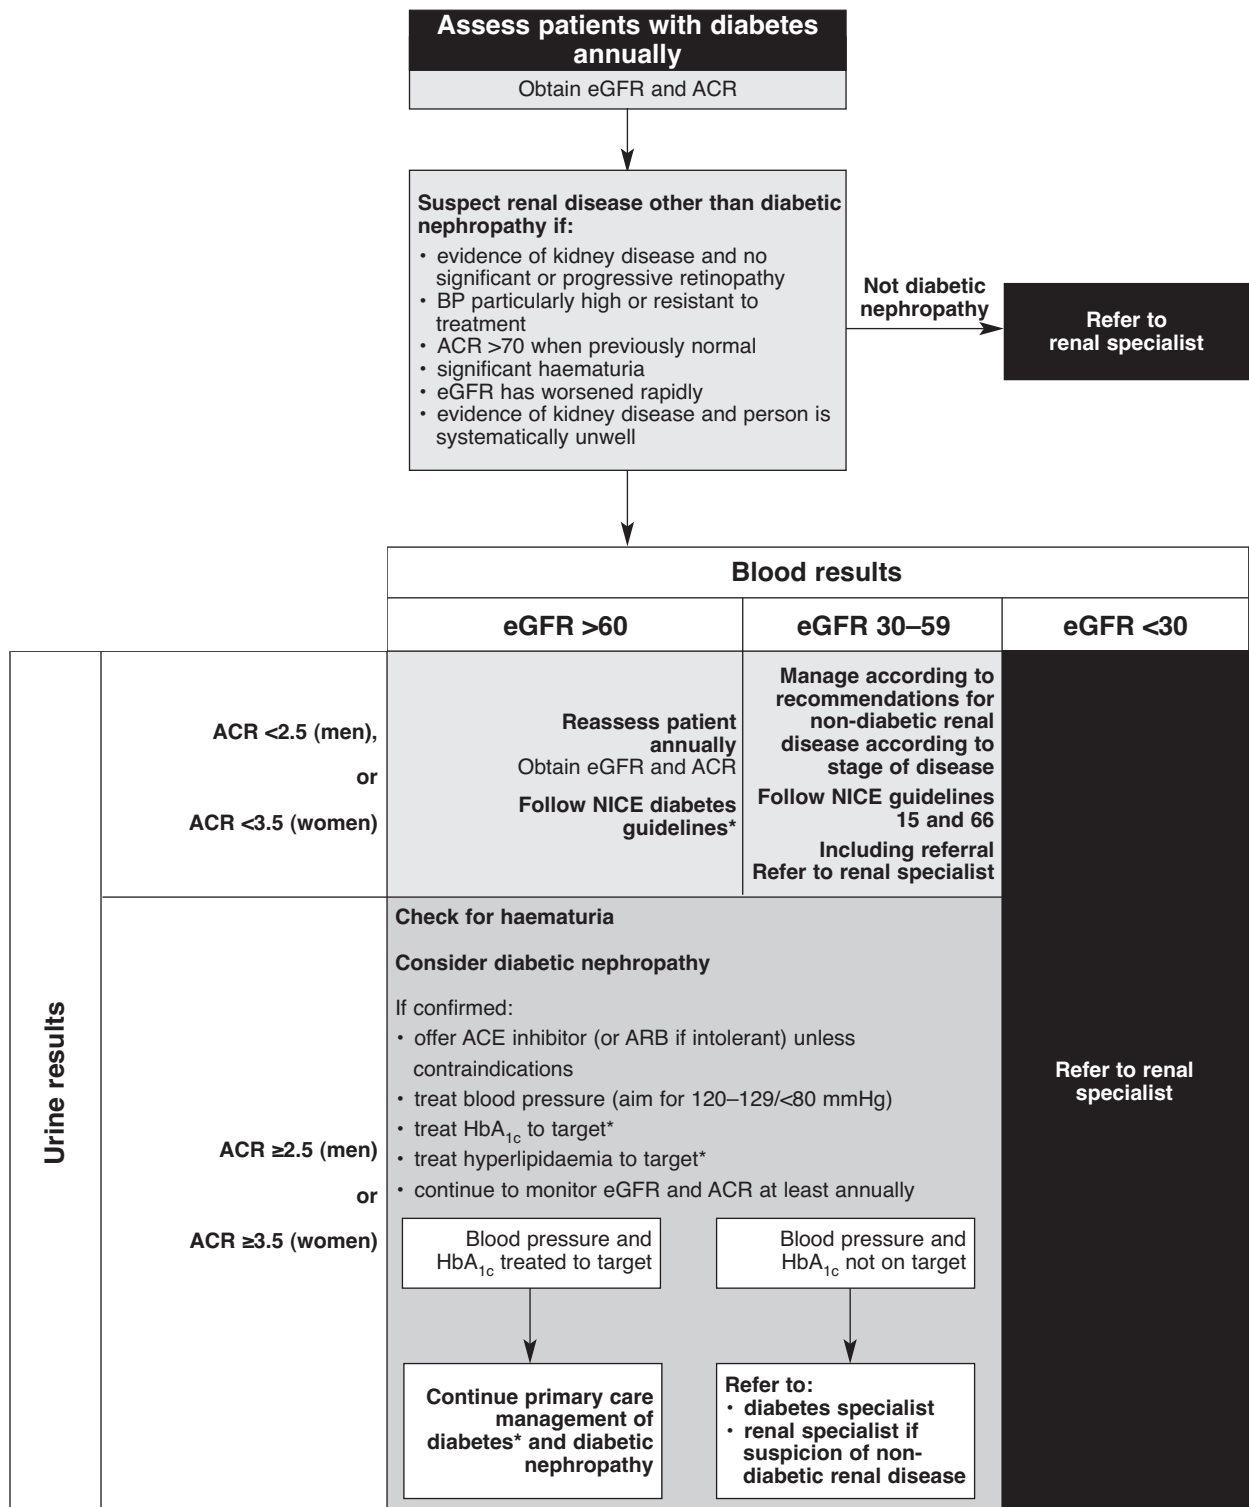 Assess patients with diabetes
annually
Obtain eGFR and ACR
Suspect renal disease other than diabetic
nephropathy if:
• evidence of kidney disease and no
significant or progressive retinopathy
• BP particularly high or resistant to
treatment
• ACR >70 when previously normal
• significant haematuria
• eGFR has worsened rapidly
• evidence of kidney disease and person is
systematically unwell
Not diabetic
nephropathy
Refer to
renal specialist
Blood results
eGFR >60
eGFR 30–59
eGFR <30
Urine results
ACR <2.5 (men),
or
ACR <3.5 (women)
Reassess patient
annually
Obtain eGFR and ACR
Follow NICE diabetes
guidelines*
Manage according to
recommendations for
non-diabetic renal
disease according to
stage of disease
Follow NICE guidelines
15 and 66
Including referral
Refer to renal specialist
ACR ≥2.5 (men)
or
ACR ≥3.5 (women)
Check for haematuria
Consider diabetic nephropathy
If confirmed:
• offer ACE inhibitor (or ARB if intolerant) unless
contraindications
• treat blood pressure (aim for 120–129/<80 mmHg)
• treat HbA1c to target*
• treat hyperlipidaemia to target*
• continue to monitor eGFR and ACR at least annually
Blood pressure and
HbA1c treated to target
Blood pressure and
HbA1c not on target
Continue primary care
management of
diabetes* and diabetic
nephropathy
Refer to:
• diabetes specialist
• renal specialist if
suspicion of non-
diabetic renal disease
Refer to renal
specialist